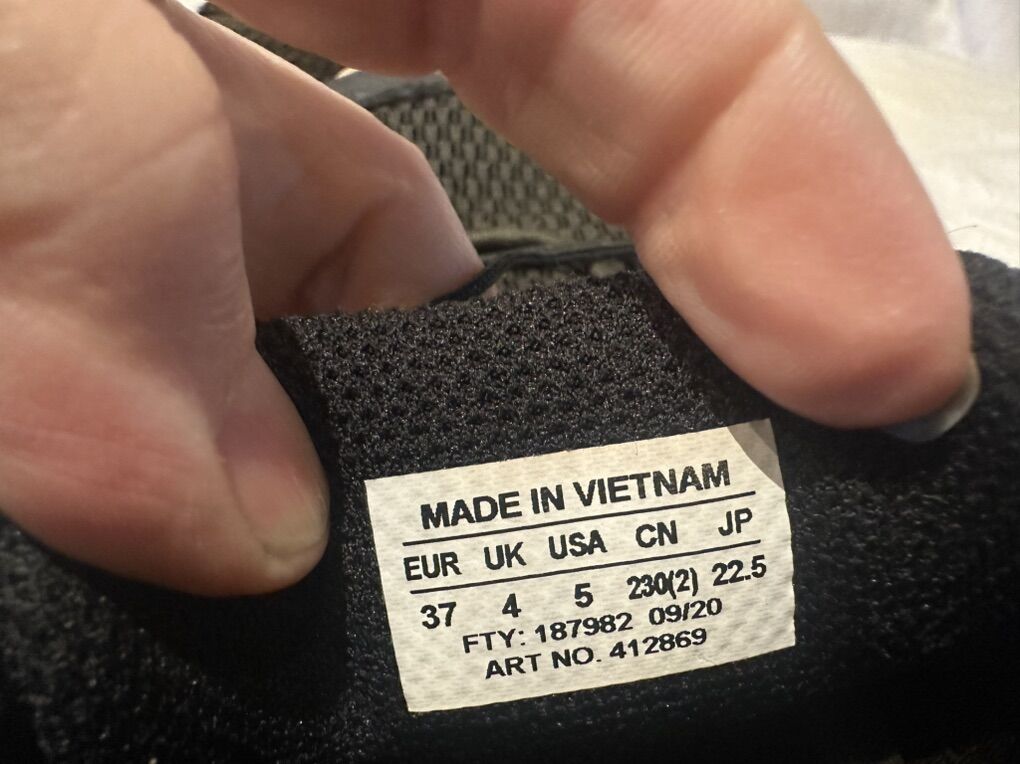 MADE IN VIETNAM
EUR UK USA CN JP
37 4 5 230(2) 22.5
FTY: 187982 09/20
ART NO. 412869